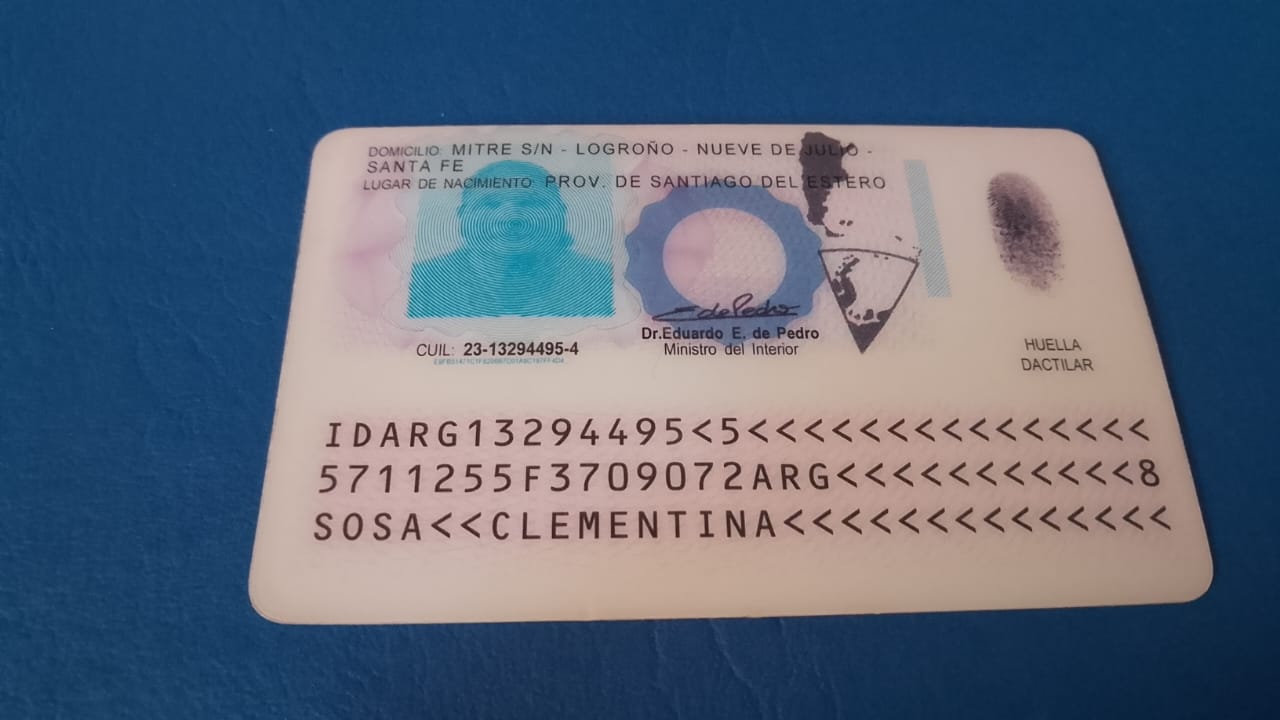 DOMICILIO: MITRE S/N - LOGROÑO - NUEVE DE JULIO -
SANTA FE
LUGAR DE NACIMIENTO: PROV. DE SANTIAGO DEL ESTERO
EdePedro
Dr.Eduardo E. de Pedro
Ministro del Interior
CUIL: 23-13294495-4
HUELLA
DACTILAR
IDARG13294495<5<<<<<<<<<<<<<<<
5711255F3709072ARG<<<<<<<<<<<8
SOSA<<CLEMENTINA<<<<<<<<<<<<<<